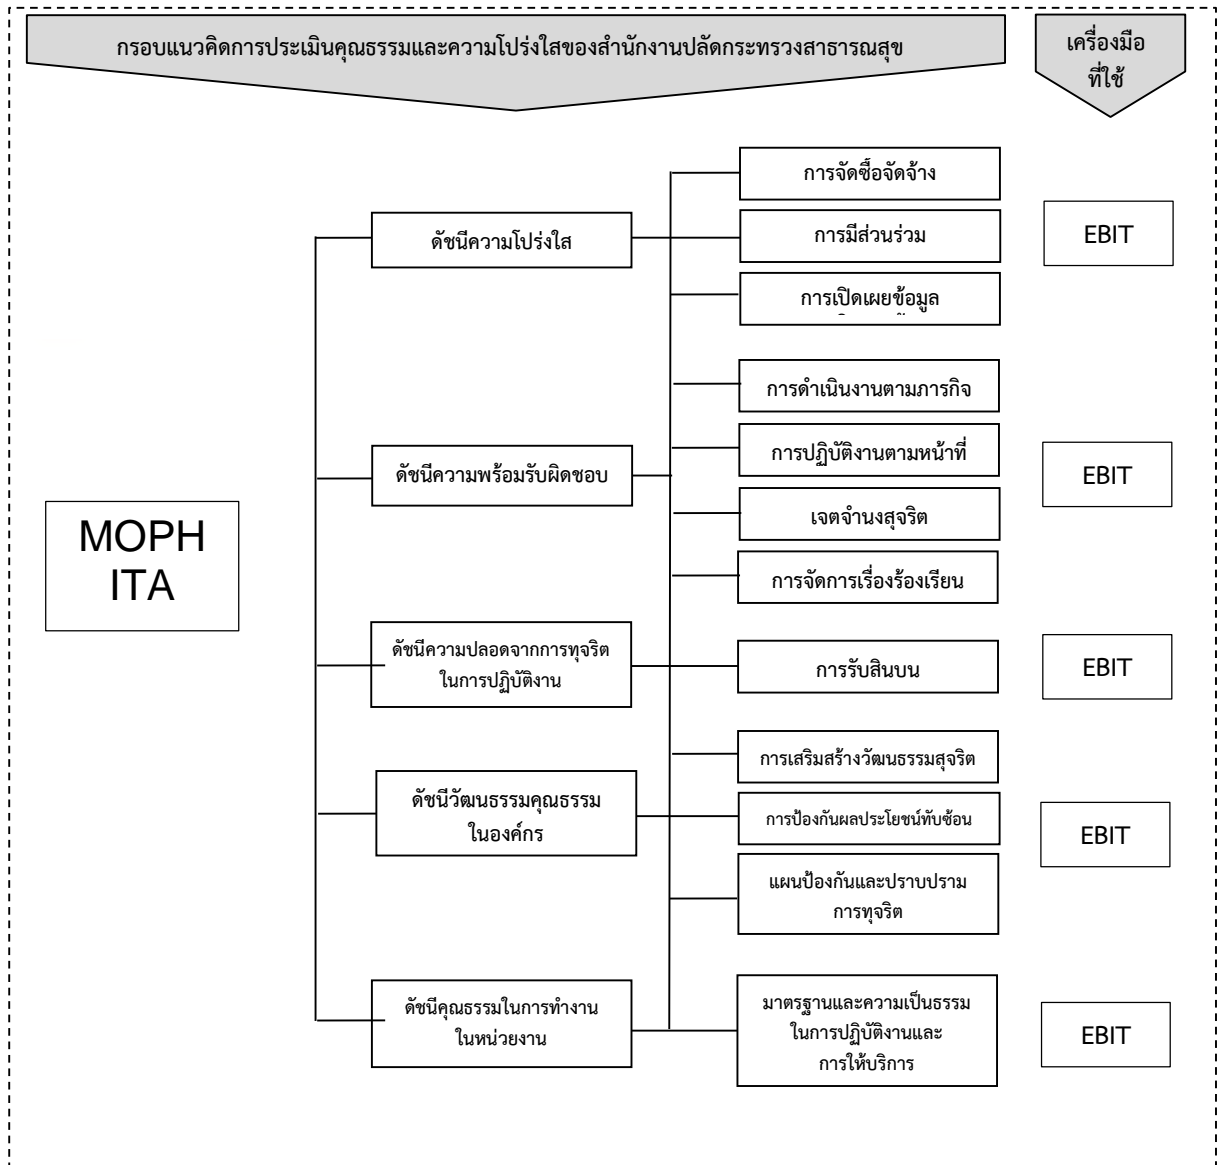 กรอบแนวคิดการประเมินคุณธรรมและความโปร่งใสของสำนักงานปลัดกระทรวงสาธารณสุข
เครื่องมือ
ที่ใช้
MOPH
ITA
ดัชนีความโปร่งใส
การจัดซื้อจัดจ้าง
การมีส่วนร่วม
การเปิดเผยข้อมูล
EBIT
ดัชนีความพร้อมรับผิดชอบ
การดำเนินงานตามภารกิจ
การปฏิบัติงานตามหน้าที่
เจตจำนงสุจริต
การจัดการเรื่องร้องเรียน
EBIT
ดัชนีความปลอดจากการทุจริต
ในการปฏิบัติงาน
การรับสินบน
EBIT
ดัชนีวัฒนธรรมคุณธรรม
ในองค์กร
การเสริมสร้างวัฒนธรรมสุจริต
การป้องกันผลประโยชน์ทับซ้อน
แผนป้องกันและปราบปราม
การทุจริต
EBIT
ดัชนีคุณธรรมในการทำงาน
ในหน่วยงาน
มาตรฐานและความเป็นธรรม
ในการปฏิบัติงานและ
การให้บริการ
EBIT